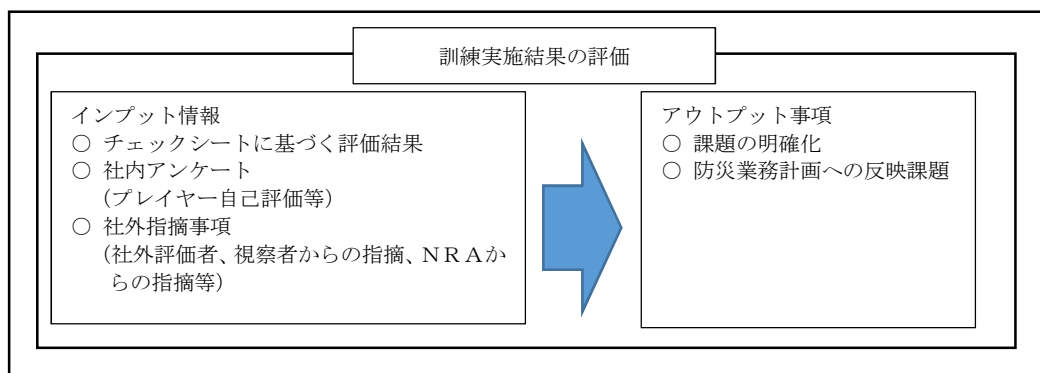 訓練実施結果の評価
インプット情報
○ チェックシートに基づく評価結果
○ 社内アンケート
（プレイヤー自己評価等）
○ 社外指摘事項
（社外評価者、視察者からの指摘、ＮＲＡか
らの指摘等）
アウトプット事項
○ 課題の明確化
○ 防災業務計画への反映課題